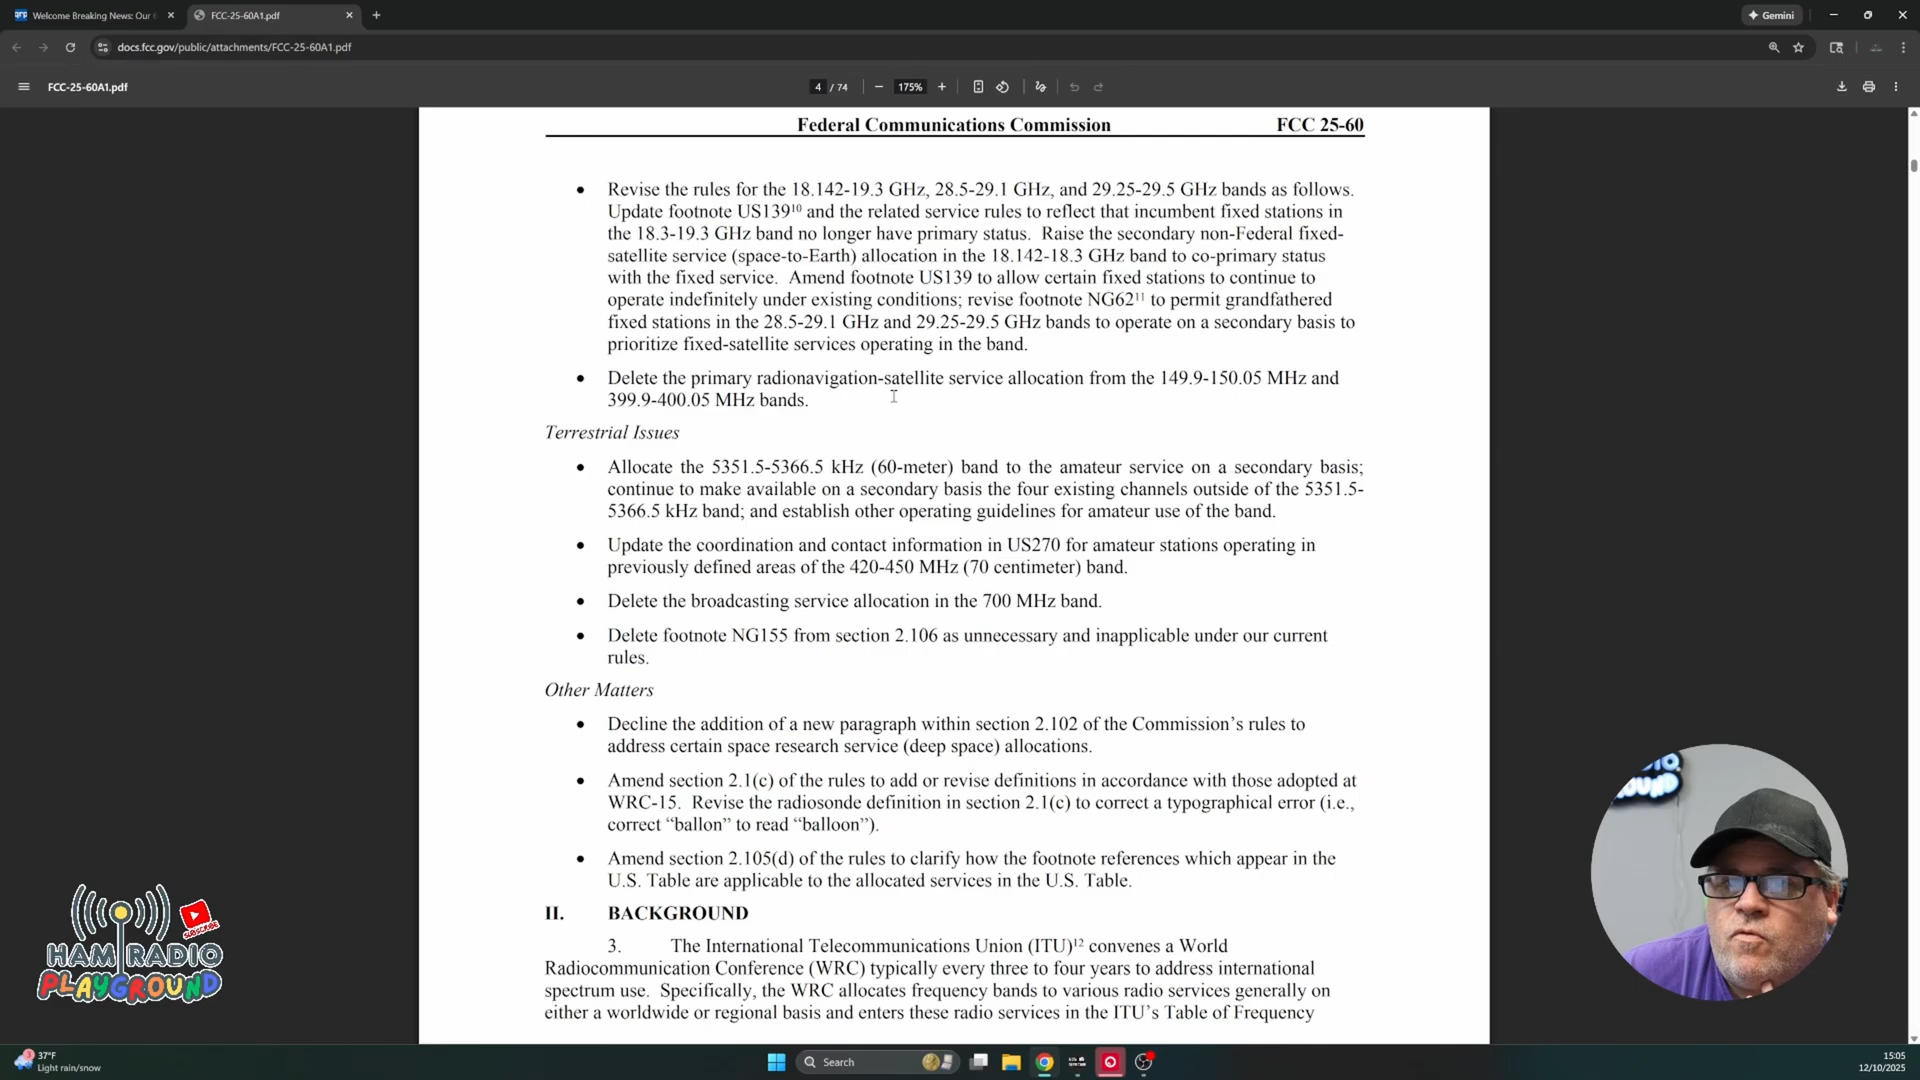 Welcome Breaking News: Our
FCC-25-60A1.pdf
Gemini
docs.fcc.gov/public/attachments/FCC-25-60A1.pdf
FCC-25-60A1.pdf
4 / 74
175%
Federal Communications Commission FCC 25-60
• Revise the rules for the 18.142-19.3 GHz, 28.5-29.1 GHz, and 29.25-29.5 GHz bands as follows.
Update footnote US139¹⁰ and the related service rules to reflect that incumbent fixed stations in
the 18.3-19.3 GHz band no longer have primary status. Raise the secondary non-Federal fixed-
satellite service (space-to-Earth) allocation in the 18.142-18.3 GHz band to co-primary status
with the fixed service. Amend footnote US139 to allow certain fixed stations to continue to
operate indefinitely under existing conditions; revise footnote NG62¹¹ to permit grandfathered
fixed stations in the 28.5-29.1 GHz and 29.25-29.5 GHz bands to operate on a secondary basis to
prioritize fixed-satellite services operating in the band.
• Delete the primary radionavigation-satellite service allocation from the 149.9-150.05 MHz and
399.9-400.05 MHz bands.
Terrestrial Issues
• Allocate the 5351.5-5366.5 kHz (60-meter) band to the amateur service on a secondary basis;
continue to make available on a secondary basis the four existing channels outside of the 5351.5-
5366.5 kHz band; and establish other operating guidelines for amateur use of the band.
• Update the coordination and contact information in US270 for amateur stations operating in
previously defined areas of the 420-450 MHz (70 centimeter) band.
• Delete the broadcasting service allocation in the 700 MHz band.
• Delete footnote NG155 from section 2.106 as unnecessary and inapplicable under our current
rules.
Other Matters
• Decline the addition of a new paragraph within section 2.102 of the Commission's rules to
address certain space research service (deep space) allocations.
• Amend section 2.1(c) of the rules to add or revise definitions in accordance with those adopted at
WRC-15. Revise the radiosonde definition in section 2.1(c) to correct a typographical error (i.e.,
correct "ballon" to read "balloon").
• Amend section 2.105(d) of the rules to clarify how the footnote references which appear in the
U.S. Table are applicable to the allocated services in the U.S. Table.
II. BACKGROUND
3. The International Telecommunications Union (ITU)¹² convenes a World
Radiocommunication Conference (WRC) typically every three to four years to address international
spectrum use. Specifically, the WRC allocates frequency bands to various radio services generally on
either a worldwide or regional basis and enters these radio services in the ITU's Table of Frequency
SUBSCRIBE
HAM RADIO
PLAYGROUND
37°F
Light rain/snow
Search
15:05
12/10/2025